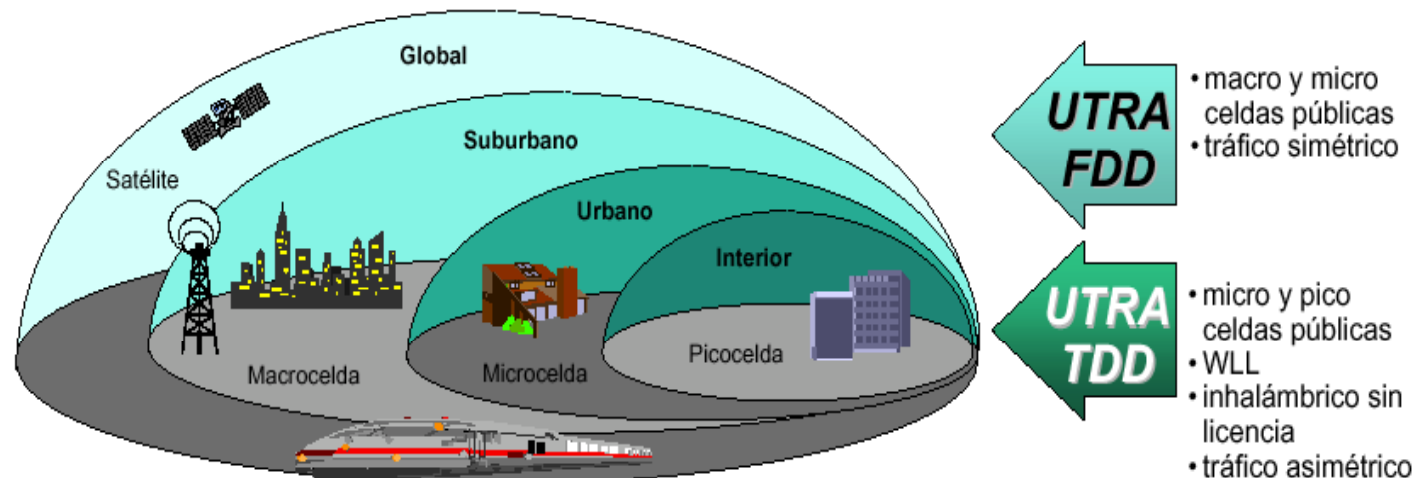 Global
Satélite
Suburbano
Urbano
Interior
Macrocelda
Microcelda
Picocelda
UTRA
FDD
• macro y micro
celdas públicas
• tráfico simétrico
UTRA
TDD
• micro y pico
celdas públicas
• WLL
• inhalámbrico sin
licencia
• tráfico asimétrico